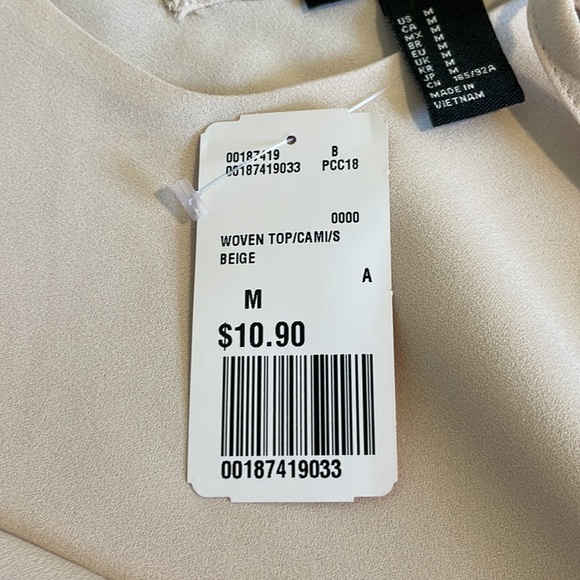 00187419 B
00187419033 PCC18
0000
WOVEN TOP/CAMI/S
BEIGE
A
M
$10.90
00187419033
US M
CA M
MX M
BR M
EU M
UK M
KR M
JP M
CN 165/92A
MADE IN
VIETNAM